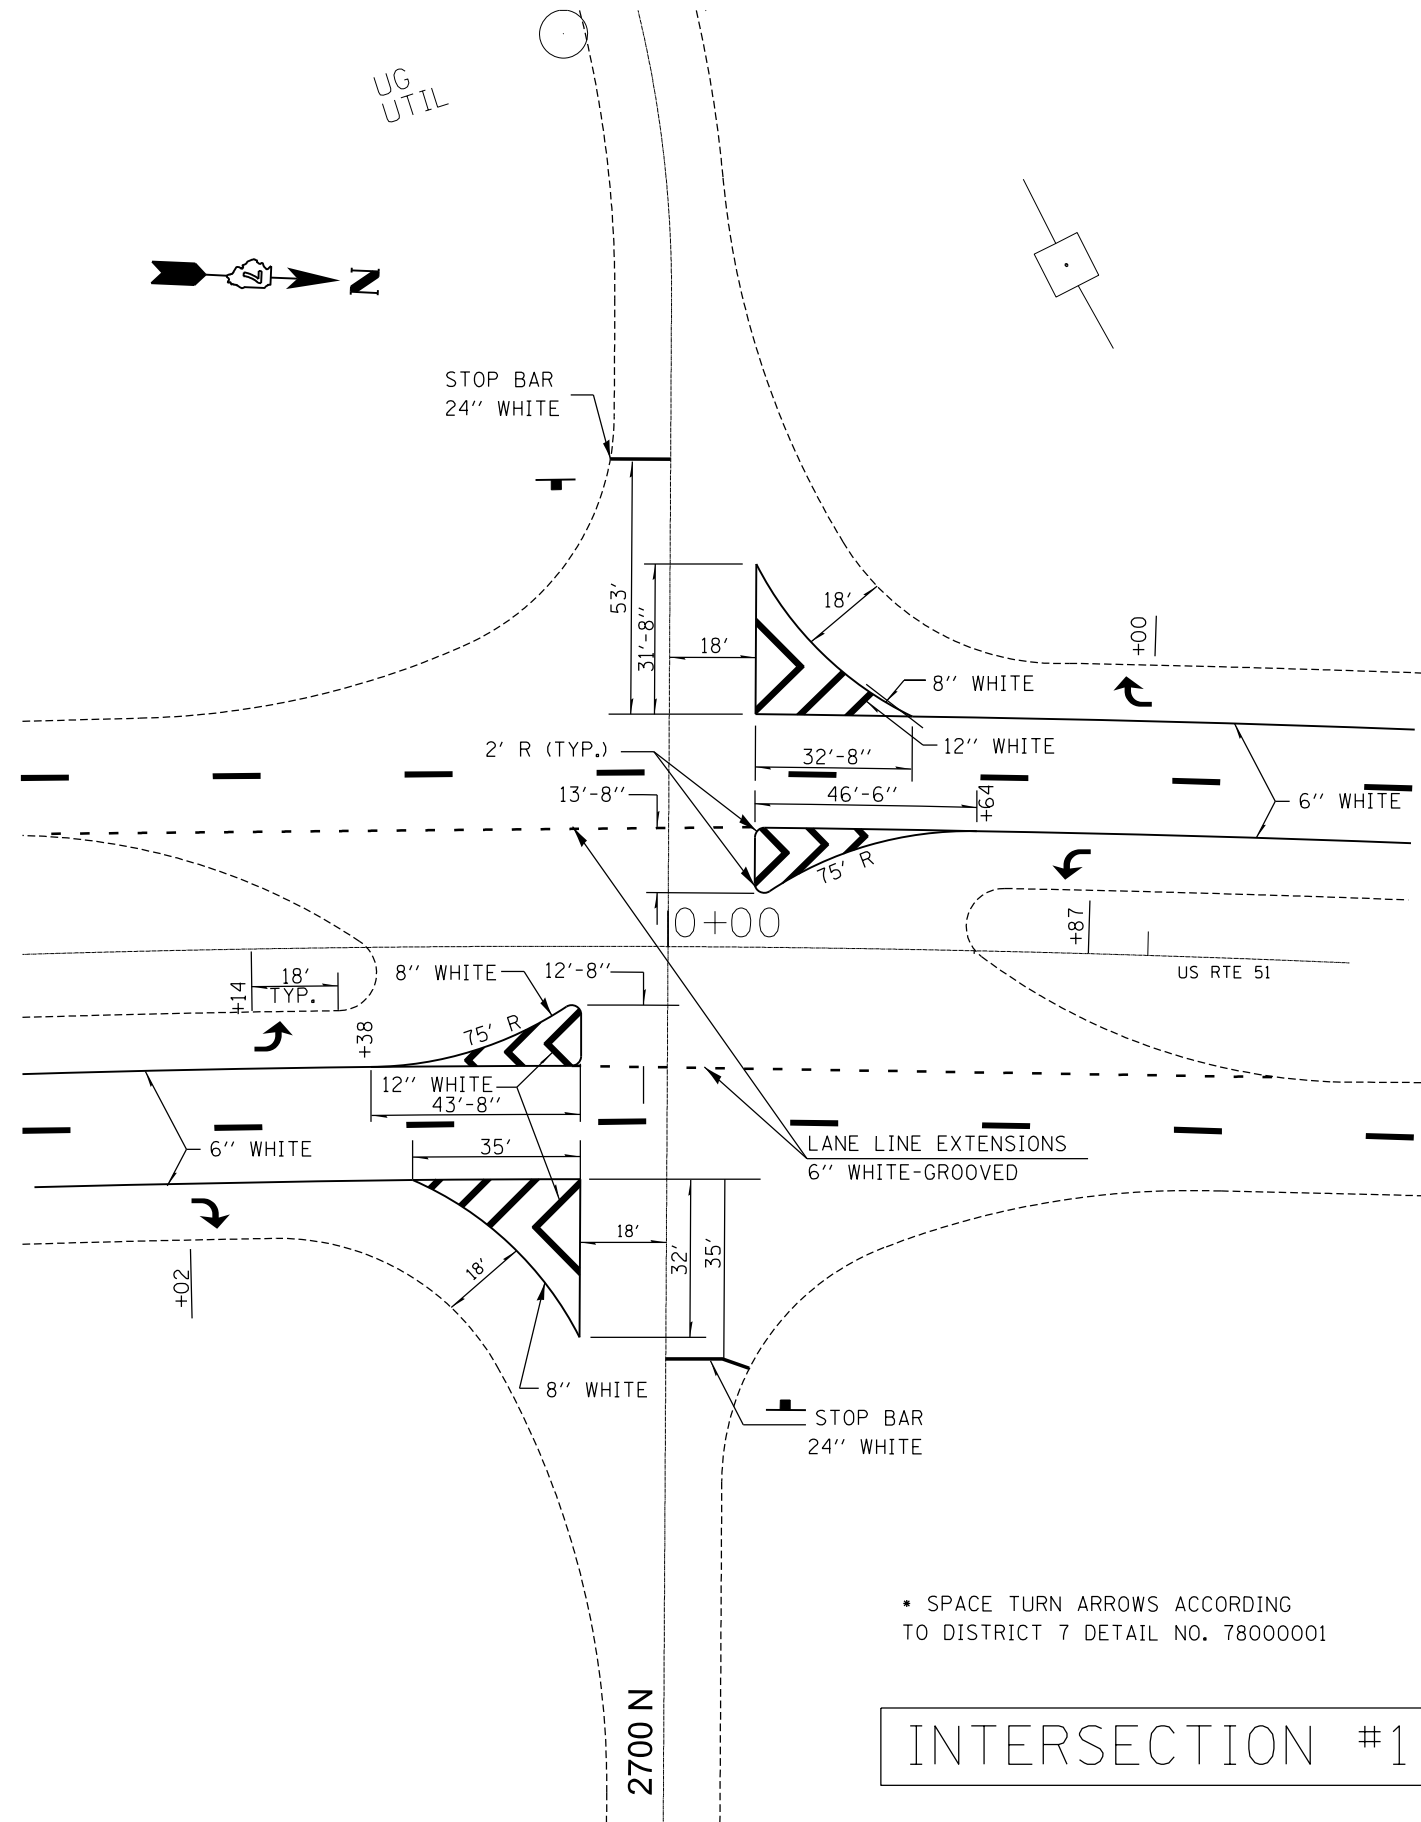 UG
UTIL
7
N
STOP BAR
24" WHITE
53'
31'-8"
18'
18'
+00
8" WHITE
12" WHITE
2' R (TYP.)
32'-8"
13'-8"
46'-6"
+64
6" WHITE
75' R
0+00
+87
US RTE 51
8" WHITE
12'-8"
+14
18'
TYP.
+38
75' R
12" WHITE
43'-8"
6" WHITE
35'
LANE LINE EXTENSIONS
6" WHITE-GROOVED
18'
32'
35'
18'
+02
8" WHITE
STOP BAR
24" WHITE
* SPACE TURN ARROWS ACCORDING
TO DISTRICT 7 DETAIL NO. 78000001
2700 N
INTERSECTION #1